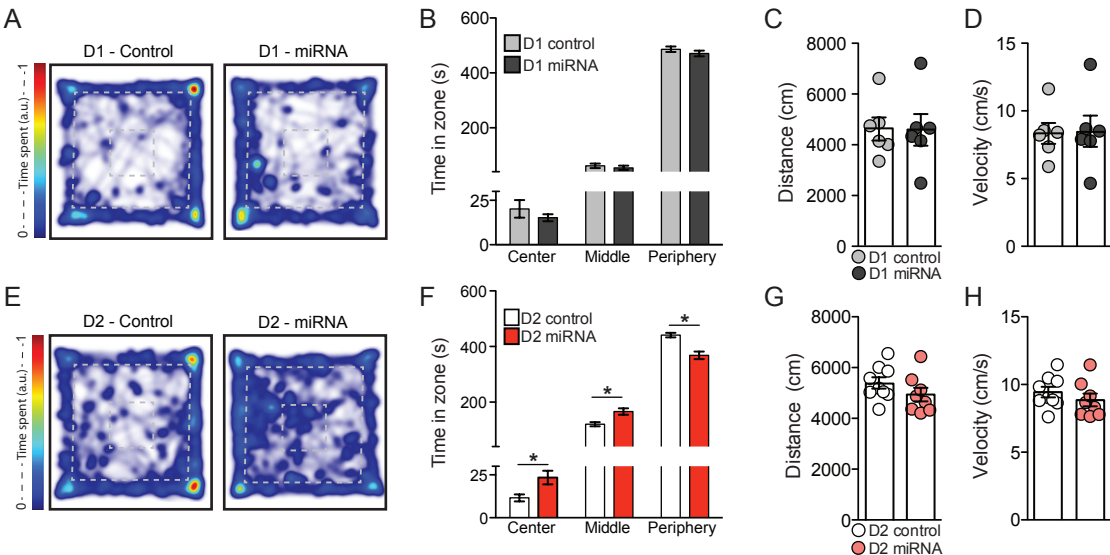 A
D1 - Control
D1 - miRNA
0 - – - Time spent (a.u.) - – -1
B
Time in zone (s)
600
400
200
25
0
D1 control
D1 miRNA
Center
Middle
Periphery
C
Distance (cm)
8000
6000
4000
2000
0
D1 control
D1 miRNA
D
Velocity (cm/s)
15
10
5
0
E
D2 - Control
D2 - miRNA
0 - – - – Time spent (a.u.) - – -1
F
Time in zone (s)
600
400
200
25
0
D2 control
D2 miRNA
*
*
*
Center
Middle
Periphery
G
Distance (cm)
8000
6000
4000
2000
0
D2 control
D2 miRNA
H
Velocity (cm/s)
15
10
5
0